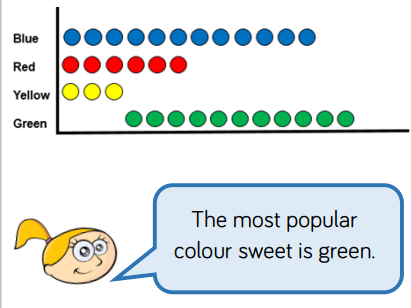 Blue
Red
Yellow
Green
The most popular
colour sweet is green.